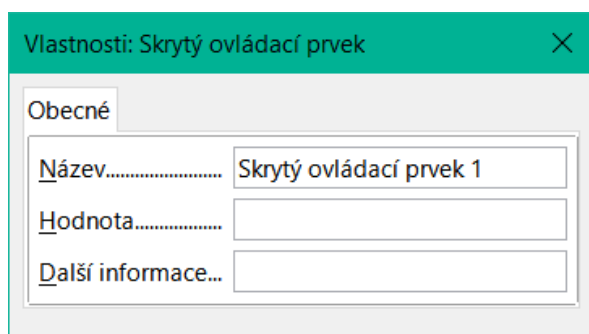 Vlastnosti: Skrytý ovládací prvek
Obecné
Název........................ Skrytý ovládací prvek 1
Hodnota..................
Další informace...